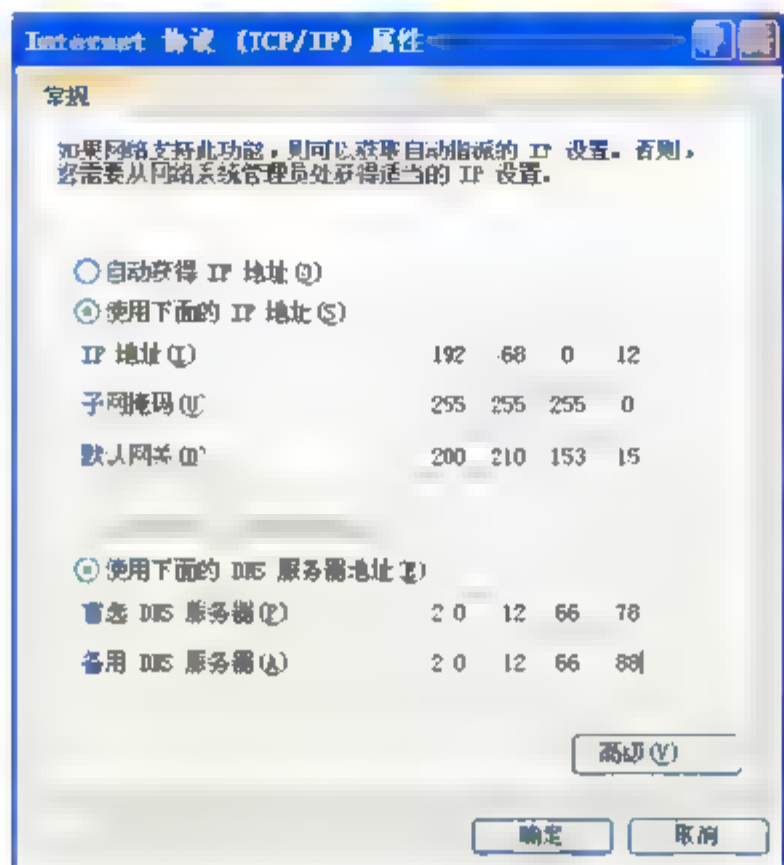 Internet 协议 (TCP/IP) 属性
常规
如果网络支持此功能，则可以获取自动指派的 IP 设置。否则，
您需要从网络系统管理员处获得适当的 IP 设置。
自动获得 IP 地址(O)
使用下面的 IP 地址(S)
IP 地址(I) 192 68 0 12
子网掩码(U 255 255 255 0
默认网关(D 200 210 153 15
使用下面的 DNS 服务器地址(E)
首选 DNS 服务器(P) 2 0 12 66 78
备用 DNS 服务器(A) 2 0 12 66 88
高级(V)
确定 取消